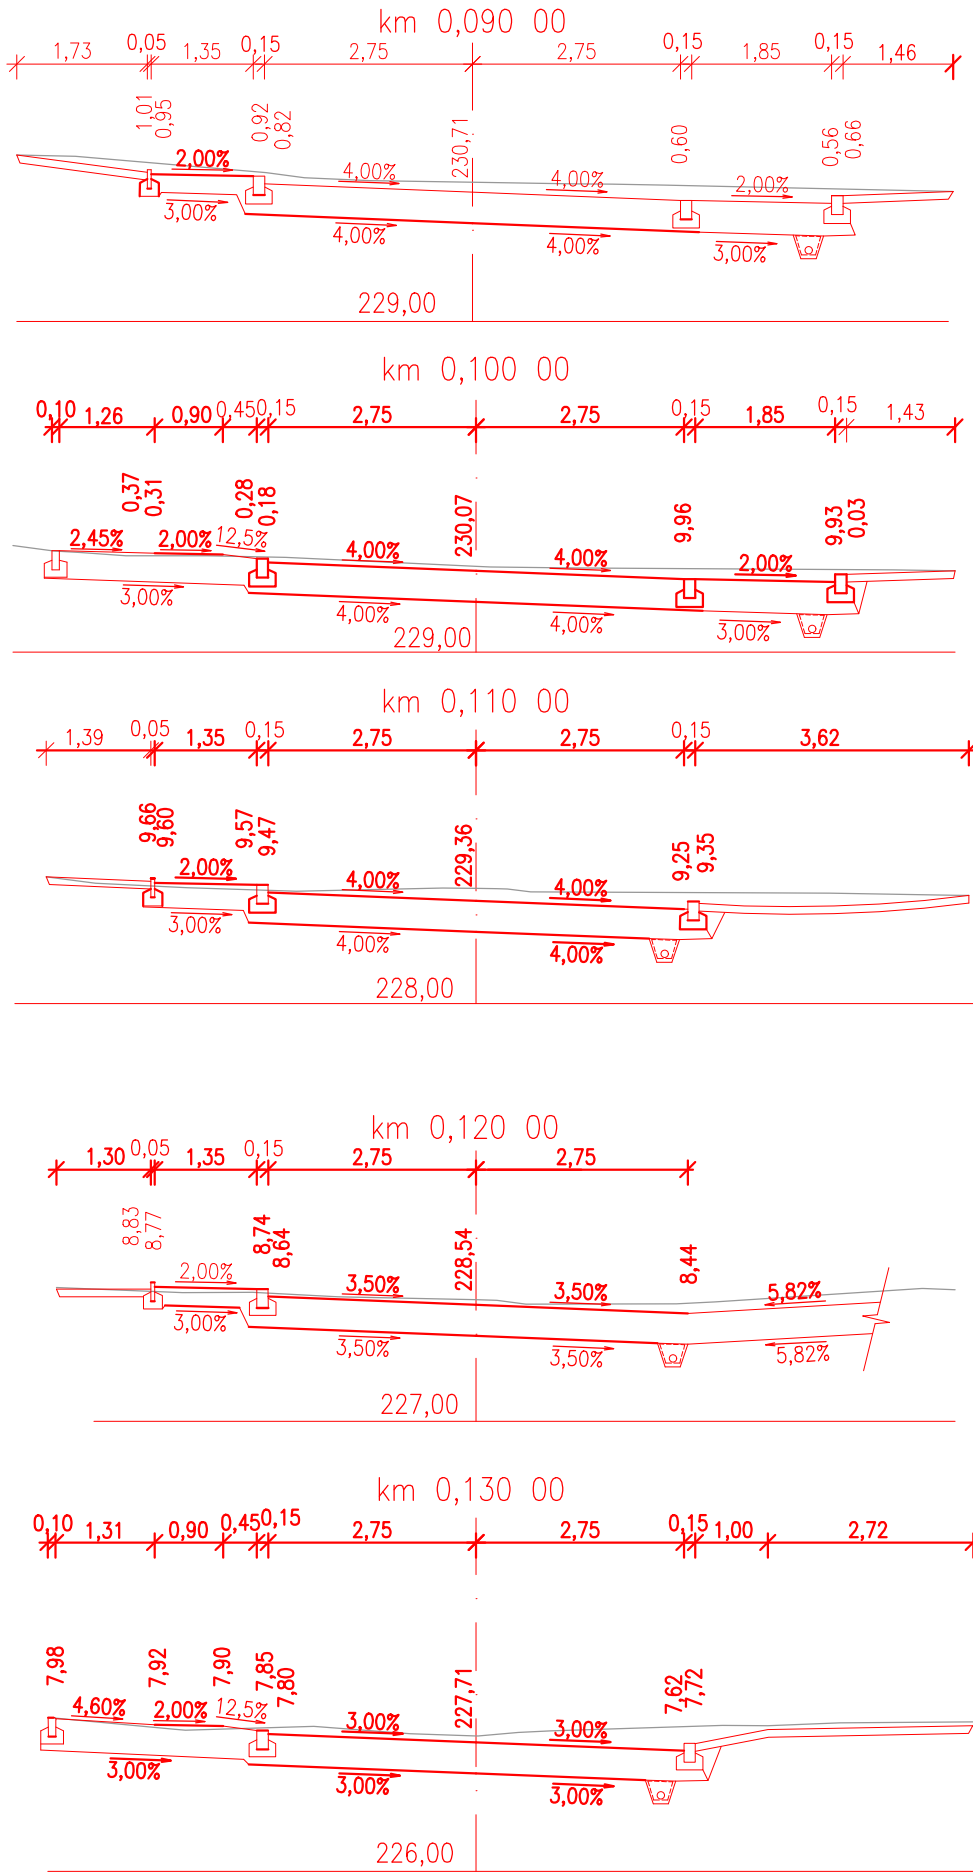 km 0,090 00
1,73 0,05 1,35 0,15 2,75 2,75 0,15 1,85 0,15 1,46
1,01 0,95 0,92 0,82 230,71 0,60 0,56 0,66
2,00% 4,00% 4,00% 2,00%
3,00% 4,00% 4,00% 3,00%
229,00
km 0,100 00
0,10 1,26 0,90 0,45 0,15 2,75 2,75 0,15 1,85 0,15 1,43
0,37 0,31 0,28 0,18 230,07 9,96 9,93 0,03
2,45% 2,00% 12,5% 4,00% 4,00% 2,00%
3,00% 4,00% 4,00% 3,00%
229,00
km 0,110 00
1,39 0,05 1,35 0,15 2,75 2,75 0,15 3,62
9,66 9,60 9,57 9,47 229,36 9,25 9,35
2,00% 4,00% 4,00%
3,00% 4,00% 4,00%
228,00
km 0,120 00
1,30 0,05 1,35 0,15 2,75 2,75
8,83 8,77 8,74 8,64 228,54 8,44
2,00% 3,50% 3,50% 5,82%
3,00% 3,50% 3,50% 5,82%
227,00
km 0,130 00
0,10 1,31 0,90 0,45 0,15 2,75 2,75 0,15 1,00 2,72
7,98 7,92 7,90 7,85 7,80 227,71 7,62 7,72
4,60% 2,00% 12,5% 3,00% 3,00%
3,00% 3,00% 3,00%
226,00